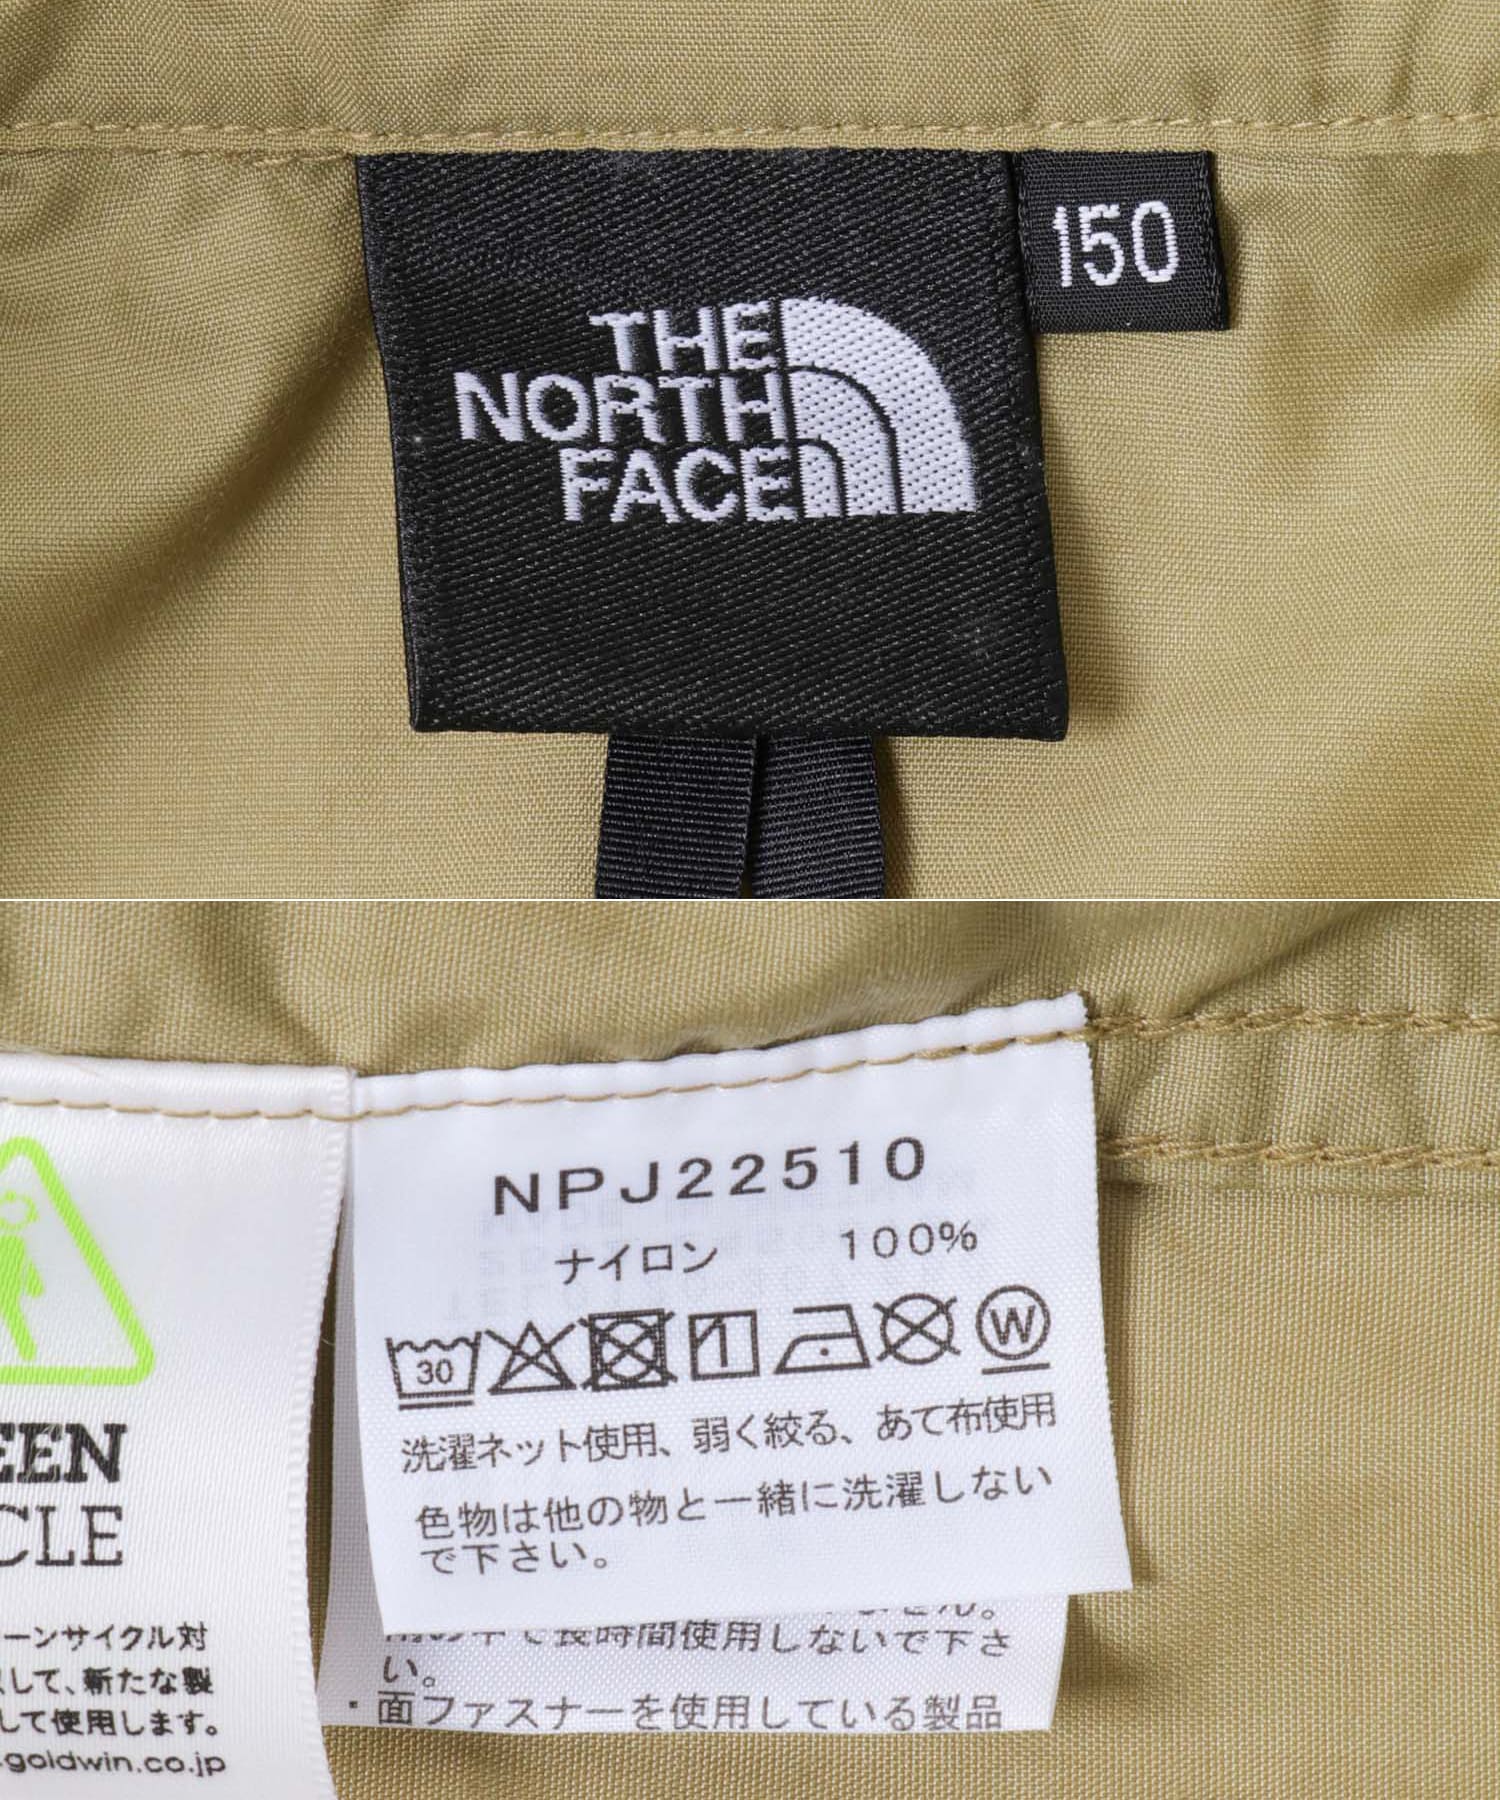 THE
NORTH
FACE
150
NPJ22510
ナイロン 100%
30
W
洗濯ネット使用、弱く絞る、あて布使用
色物は他の物と一緒に洗濯しない
で下さい。
中で長時間使用しないで下さ
い。
・面ファスナーを使用している製品
EEN
CLE
ーンサイクル対
して、新たな製
して使用します。
.goldwin.co.jp